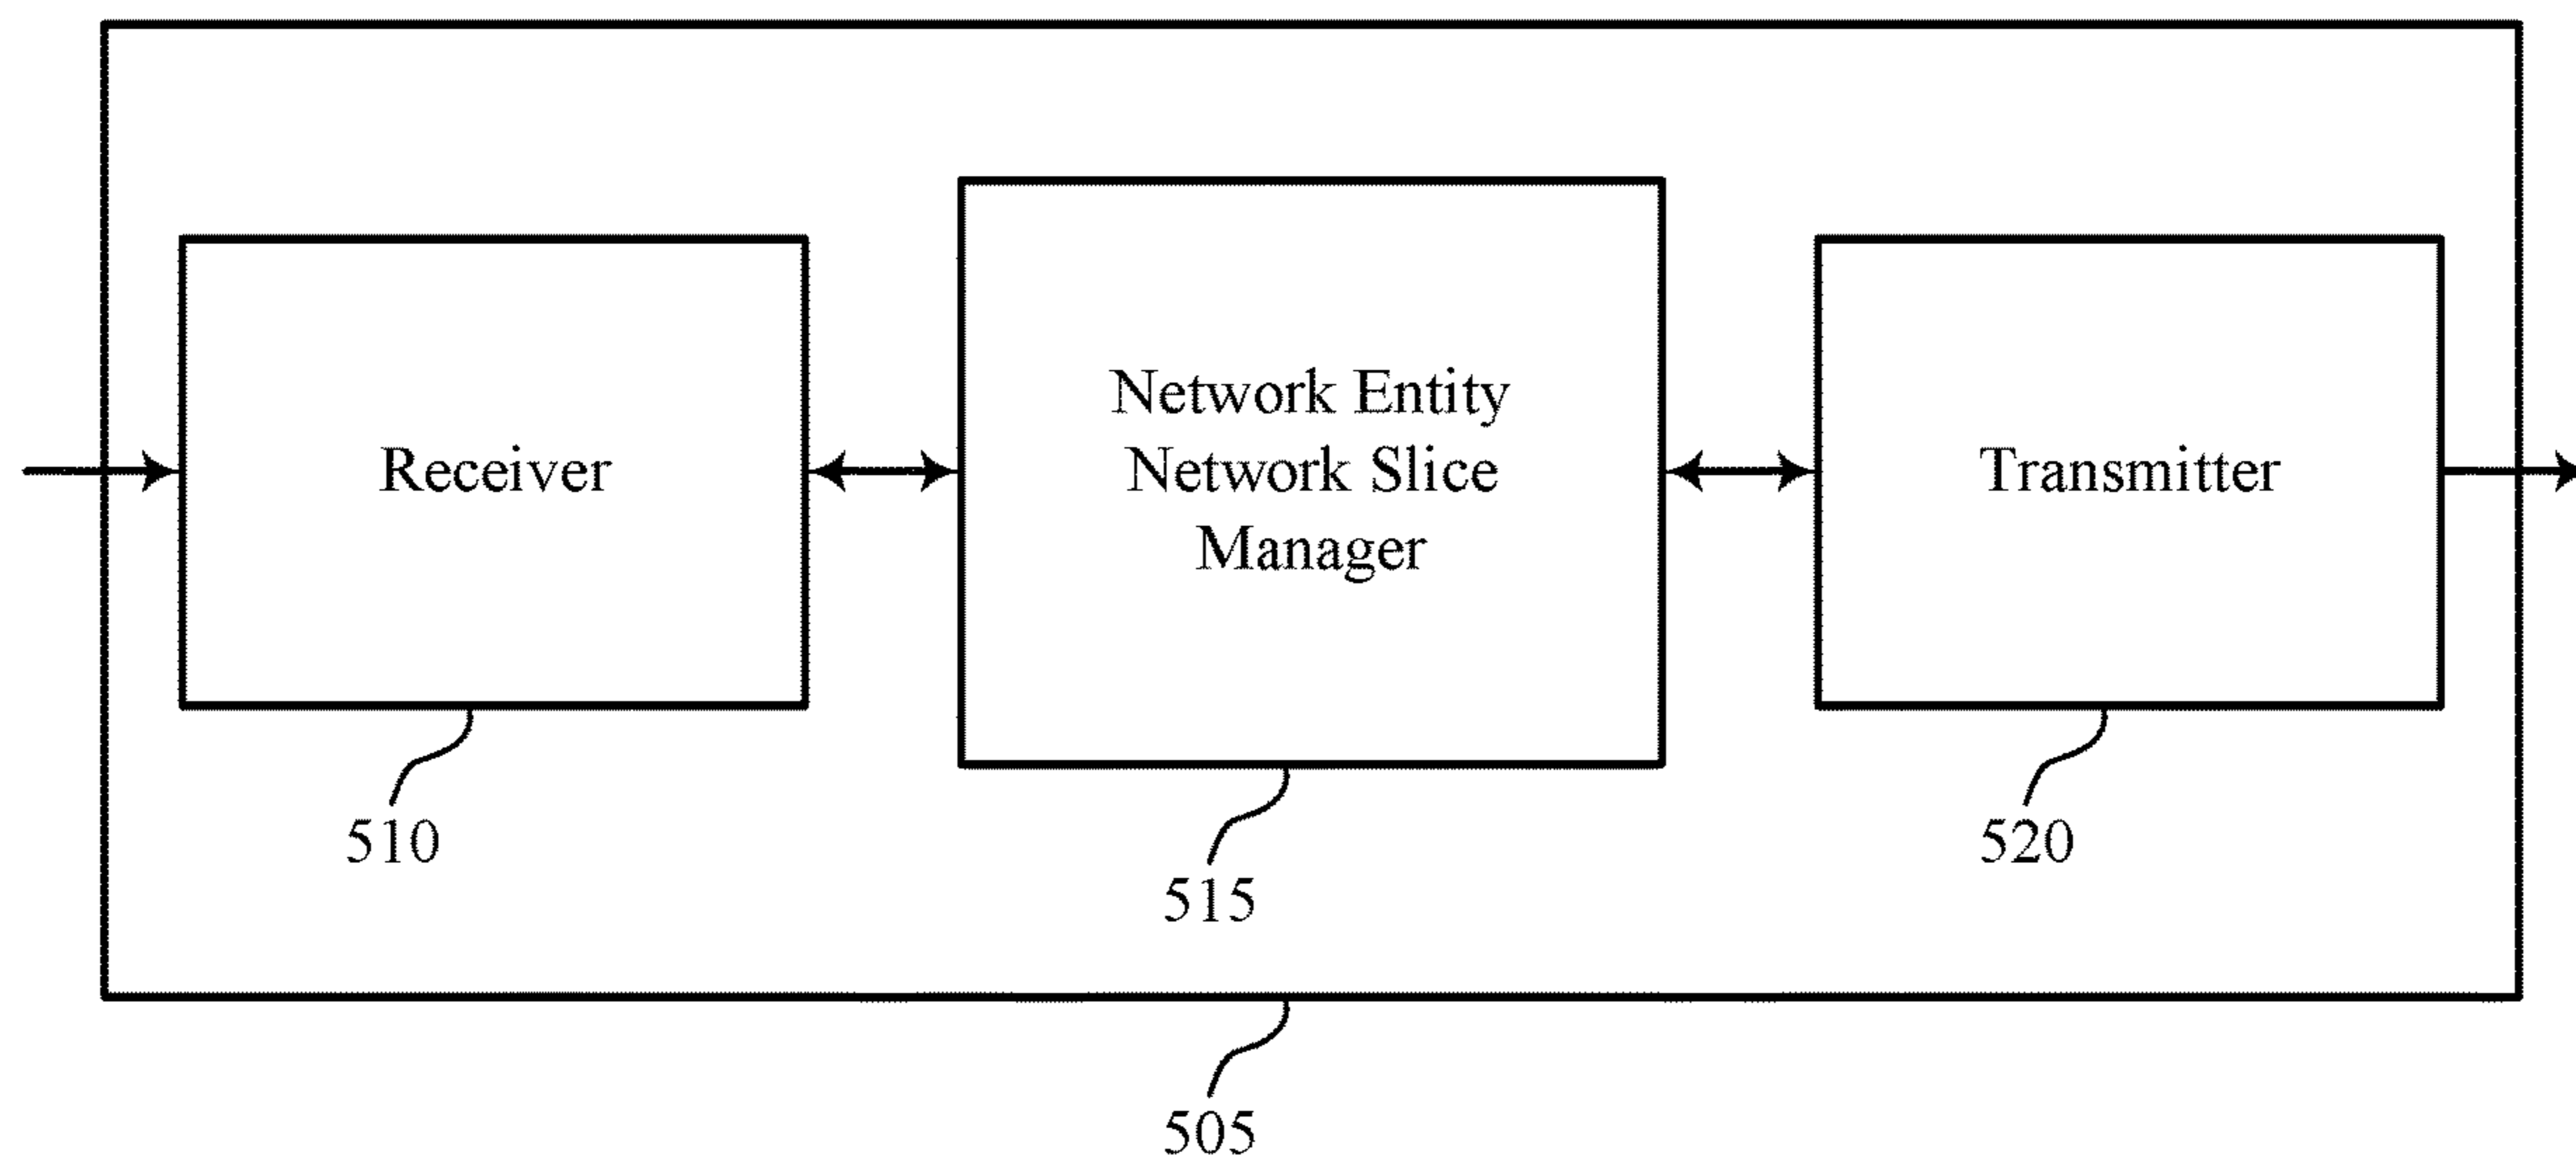 Receiver
Network Entity
Network Slice
Manager
Transmitter
510
515
520
505